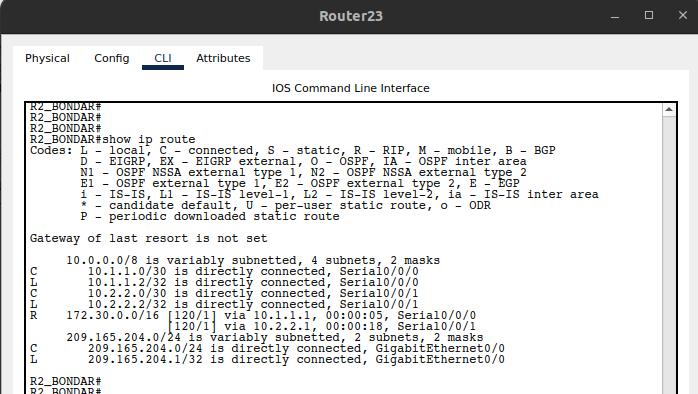 Router23
Physical Config CLI Attributes
IOS Command Line Interface
R2_BONDAR#
R2_BONDAR#
R2_BONDAR#
R2_BONDAR#show ip route
Codes: L - local, C - connected, S - static, R - RIP, M - mobile, B - BGP
D - EIGRP, EX - EIGRP external, O - OSPF, IA - OSPF inter area
N1 - OSPF NSSA external type 1, N2 - OSPF NSSA external type 2
E1 - OSPF external type 1, E2 - OSPF external type 2, E - EGP
i - IS-IS, L1 - IS-IS level-1, L2 - IS-IS level-2, ia - IS-IS inter area
* - candidate default, U - per-user static route, o - ODR
P - periodic downloaded static route
Gateway of last resort is not set
10.0.0.0/8 is variably subnetted, 4 subnets, 2 masks
C 10.1.1.0/30 is directly connected, Serial0/0/0
L 10.1.1.2/32 is directly connected, Serial0/0/0
C 10.2.2.0/30 is directly connected, Serial0/0/1
L 10.2.2.2/32 is directly connected, Serial0/0/1
R 172.30.0.0/16 [120/1] via 10.1.1.1, 00:00:05, Serial0/0/0
[120/1] via 10.2.2.1, 00:00:18, Serial0/0/1
209.165.204.0/24 is variably subnetted, 2 subnets, 2 masks
C 209.165.204.0/24 is directly connected, GigabitEthernet0/0
L 209.165.204.1/32 is directly connected, GigabitEthernet0/0
R2_BONDAR#
R2_BONDAR#